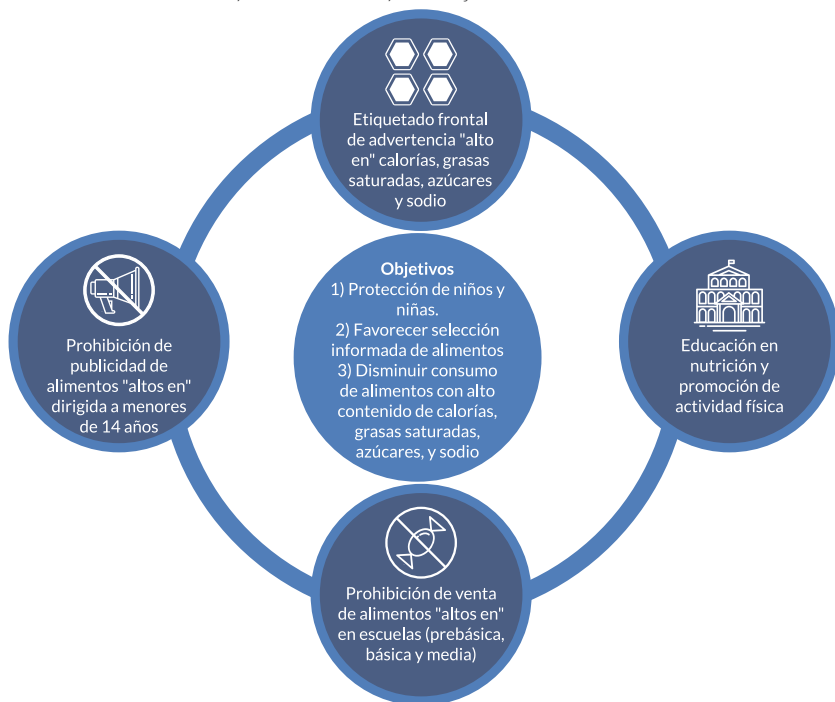 Etiquetado frontal
de advertencia "alto
en" calorías, grasas
saturadas, azúcares
y sodio
Objetivos
1) Protección de niños y
niñas.
2) Favorecer selección
informada de alimentos
3) Disminuir consumo
de alimentos con alto
contenido de calorías,
grasas saturadas,
azúcares, y sodio
Prohibición de
publicidad de
alimentos "altos en"
dirigida a menores
de 14 años
Educación en
nutrición y
promoción de
actividad física
Prohibición de venta
de alimentos "altos en"
en escuelas (prebásica,
básica y media)